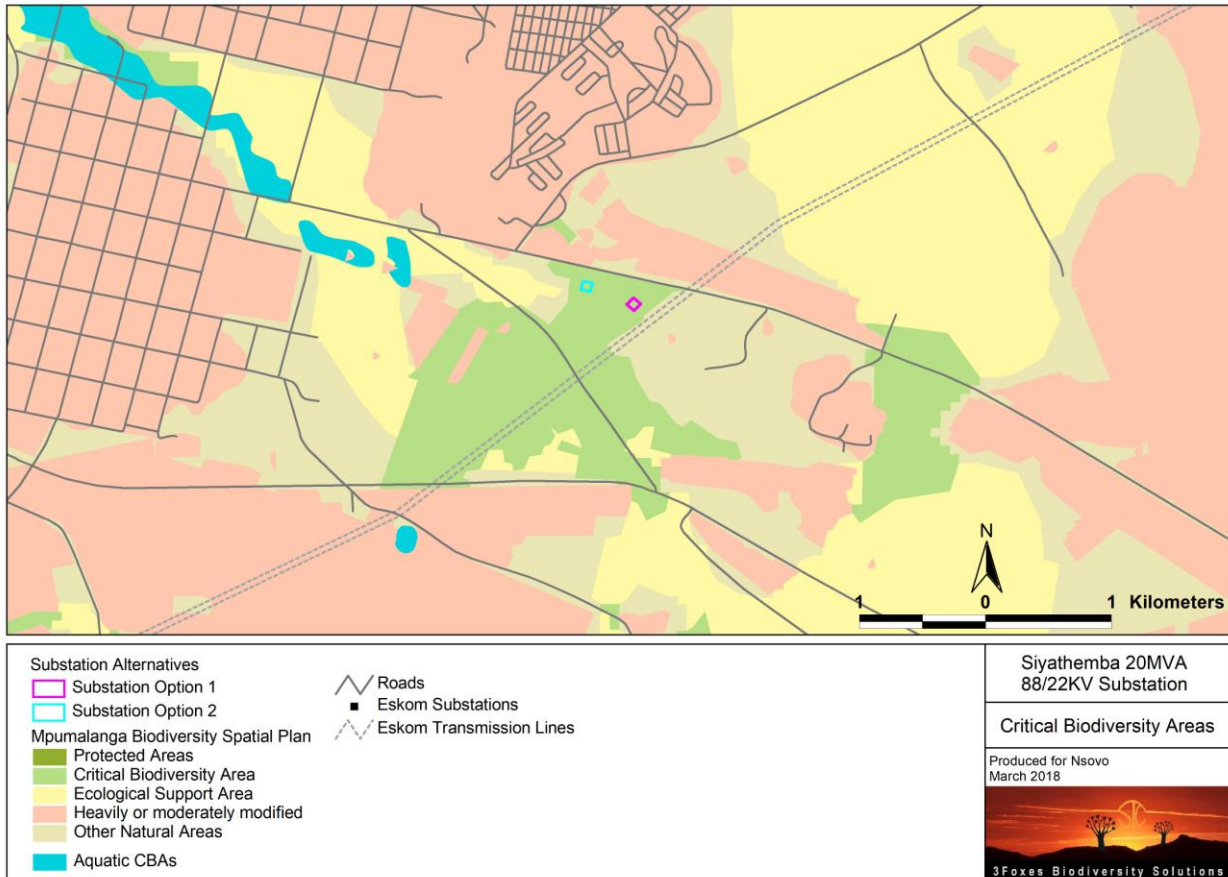 N
1 0 1 Kilometers
Substation Alternatives
Substation Option 1
Substation Option 2
Mpumalanga Biodiversity Spatial Plan
Protected Areas
Critical Biodiversity Area
Ecological Support Area
Heavily or moderately modified
Other Natural Areas
Aquatic CBAs
Roads
Eskom Substations
Eskom Transmission Lines
Siyathemba 20MVA
88/22KV Substation
Critical Biodiversity Areas
Produced for Nsovo
March 2018
3Foxes Biodiversity Solutions